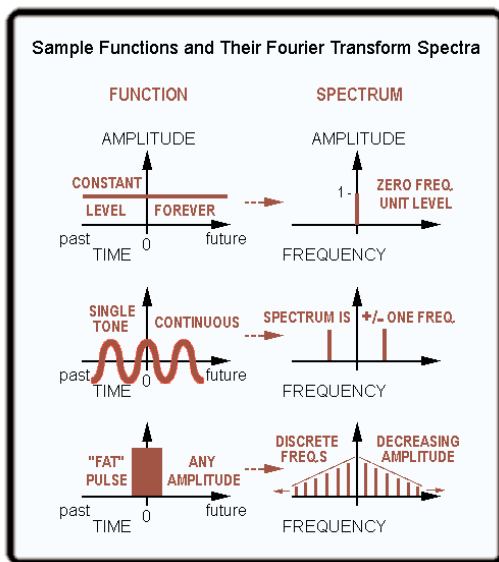 Sample Functions and Their Fourier Transform Spectra
FUNCTION
SPECTRUM
AMPLITUDE
AMPLITUDE
CONSTANT
LEVEL
FOREVER
past
0
future
TIME
1
ZERO FREQ.
UNIT LEVEL
FREQUENCY
SINGLE
TONE
CONTINUOUS
past
0
future
TIME
SPECTRUM IS
+/- ONE FREQ.
FREQUENCY
"FAT"
PULSE
ANY
AMPLITUDE
past
0
future
TIME
DISCRETE
FREQ.S
DECREASING
AMPLITUDE
FREQUENCY